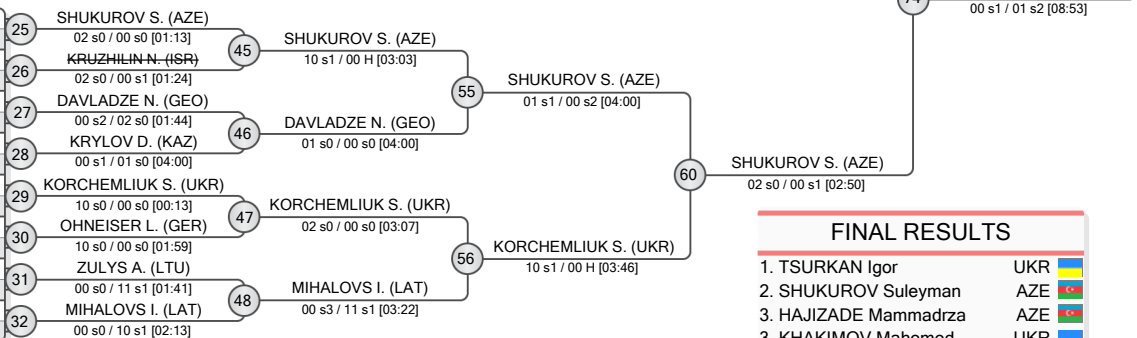 74
00 s1 / 01 s2 [08:53]
25
SHUKUROV S. (AZE)
02 s0 / 00 s0 [01:13]
26
KRUZHILIN N. (ISR)
02 s0 / 00 s1 [01:24]
45
SHUKUROV S. (AZE)
10 s1 / 00 H [03:03]
27
DAVLADZE N. (GEO)
00 s2 / 02 s0 [01:44]
28
KRYLOV D. (KAZ)
00 s1 / 01 s0 [04:00]
46
DAVLADZE N. (GEO)
01 s0 / 00 s0 [04:00]
55
SHUKUROV S. (AZE)
01 s1 / 00 s2 [04:00]
29
KORCHEMLIUK S. (UKR)
10 s0 / 00 s0 [00:13]
30
OHNEISER L. (GER)
10 s0 / 00 s0 [01:59]
47
KORCHEMLIUK S. (UKR)
02 s0 / 00 s0 [03:07]
31
ZULYS A. (LTU)
00 s0 / 11 s1 [01:41]
32
MIHALOVS I. (LAT)
00 s0 / 10 s1 [02:13]
48
MIHALOVS I. (LAT)
00 s3 / 11 s1 [03:22]
56
KORCHEMLIUK S. (UKR)
10 s1 / 00 H [03:46]
60
SHUKUROV S. (AZE)
02 s0 / 00 s1 [02:50]
FINAL RESULTS
1. TSURKAN Igor UKR
2. SHUKUROV Suleyman AZE
3. HAJIZADE Mammadrza AZE
3. KHAKIMOV Mahomed UKR